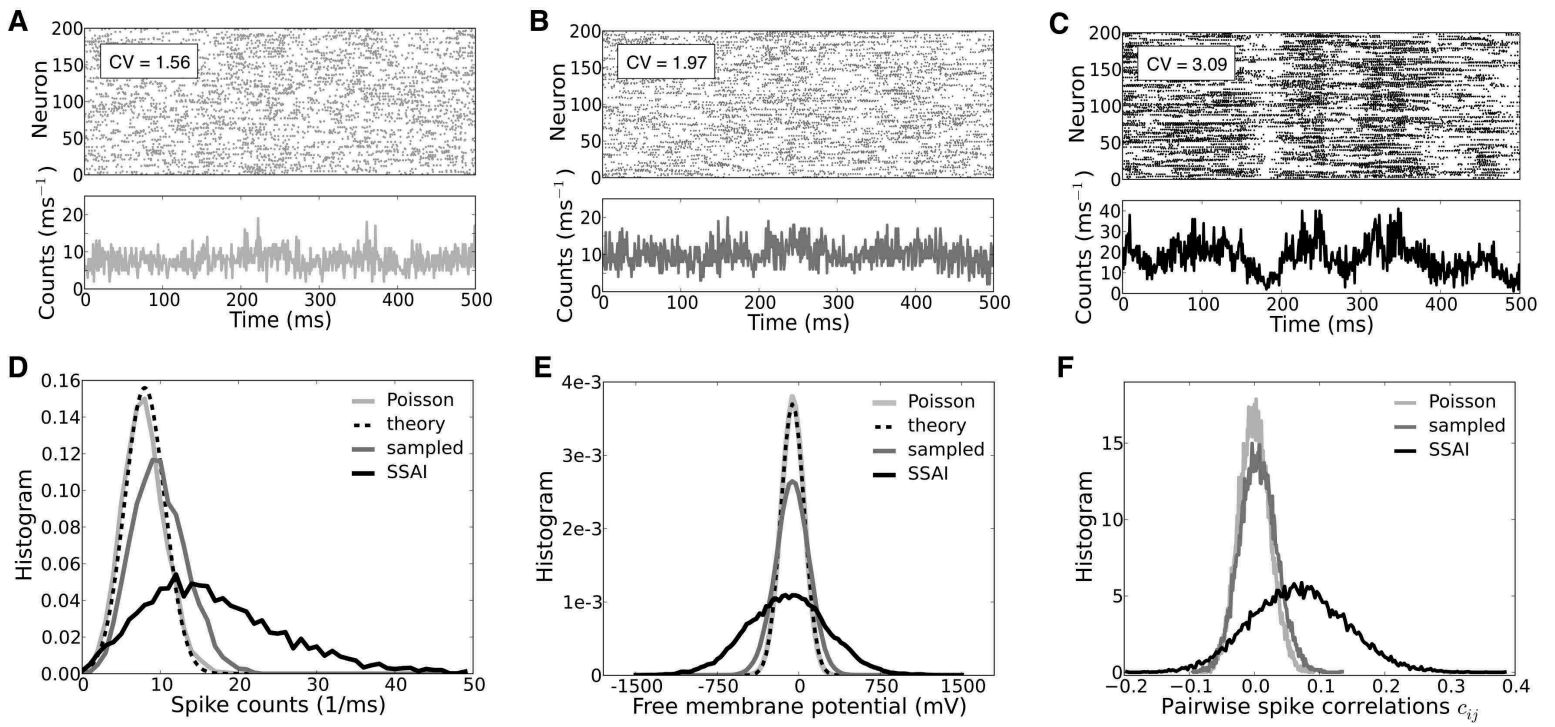 A
200
150
100
50
0
Neuron
CV = 1.56
20
10
0
Counts (ms⁻¹)
0 100 200 300 400 500
Time (ms)
B
200
150
100
50
0
Neuron
CV = 1.97
20
15
10
5
0
Counts (ms⁻¹)
0 100 200 300 400 500
Time (ms)
C
200
150
100
50
0
Neuron
CV = 3.09
40
30
20
10
0
Counts (ms⁻¹)
0 100 200 300 400 500
Time (ms)
D
0.16
0.14
0.12
0.10
0.08
0.06
0.04
0.02
0.00
Histogram
Poisson
theory
sampled
SSAI
0 10 20 30 40 50
Spike counts (1/ms)
E
4e-3
3e-3
2e-3
1e-3
0
Histogram
Poisson
theory
sampled
SSAI
-1500 -750 0 750 1500
Free membrane potential (mV)
F
15
10
5
0
Histogram
Poisson
sampled
SSAI
−0.2 −0.1 0.0 0.1 0.2 0.3 0.4
Pairwise spike correlations cᵢⱼ